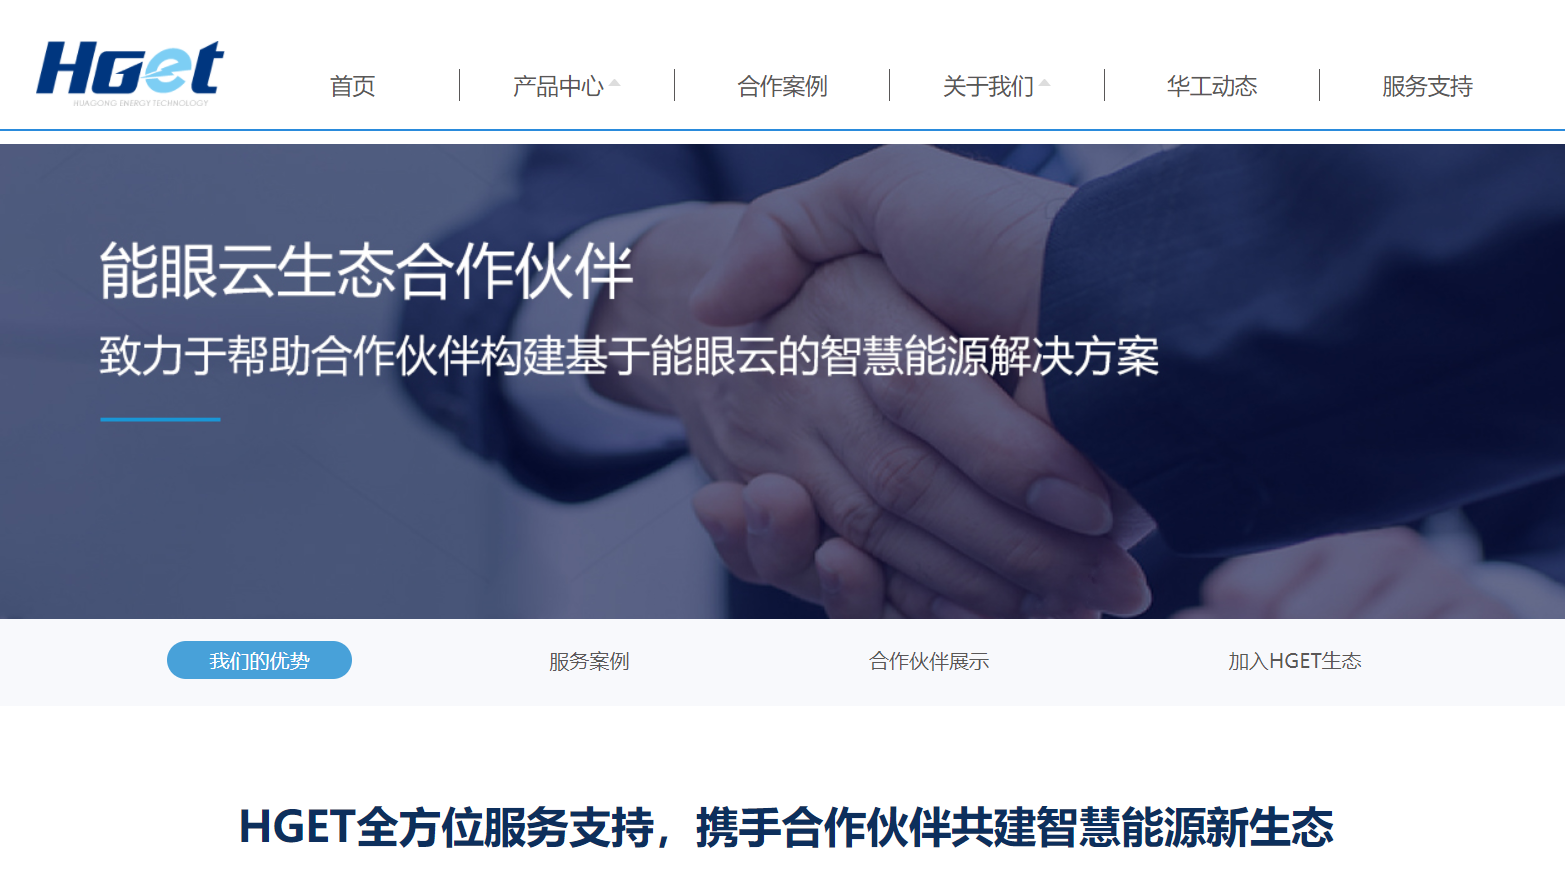 HGet
HUAGONG ENERGY TECHNOLOGY
首页
产品中心
合作案例
关于我们
华工动态
服务支持
能眼云生态合作伙伴
致力于帮助合作伙伴构建基于能眼云的智慧能源解决方案
我们的优势
服务案例
合作伙伴展示
加入HGET生态
HGET全方位服务支持，携手合作伙伴共建智慧能源新生态